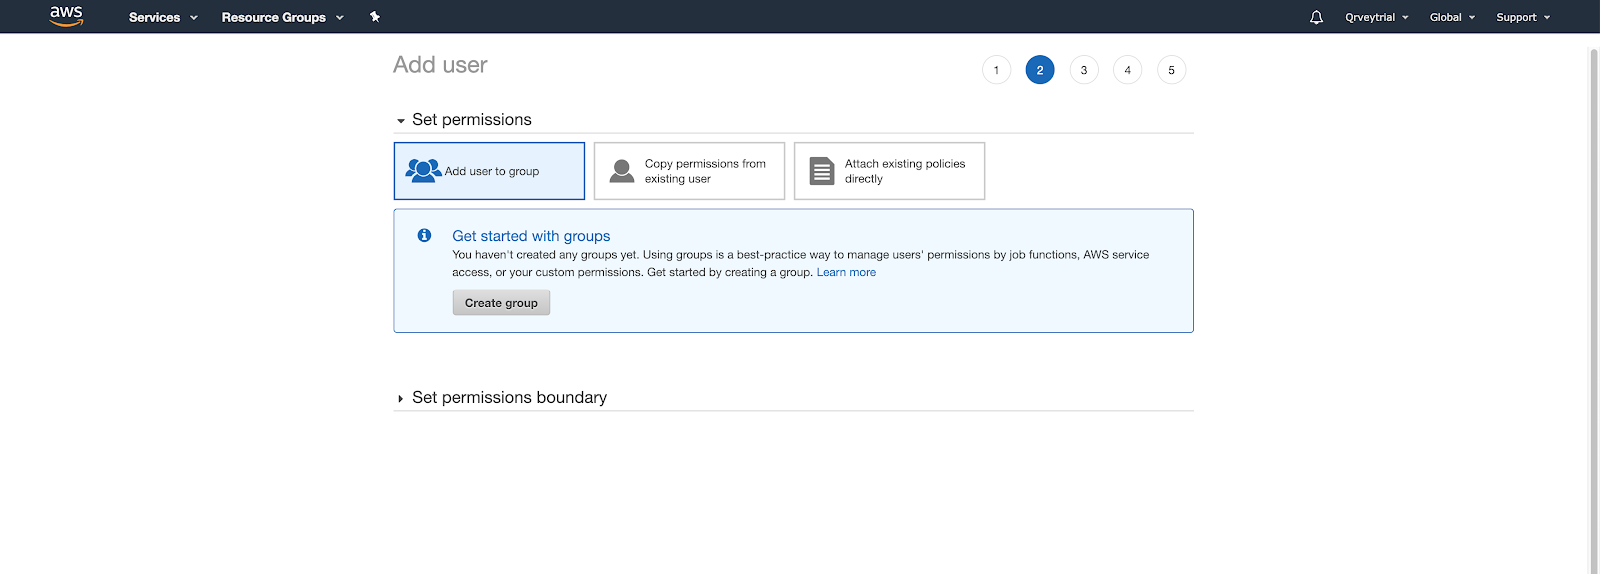 aws Services Resource Groups Qrveytrial Global Support
Add user 1 2 3 4 5
Set permissions
Add user to group
Copy permissions from
existing user
Attach existing policies
directly
Get started with groups
You haven't created any groups yet. Using groups is a best-practice way to manage users' permissions by job functions, AWS service
access, or your custom permissions. Get started by creating a group. Learn more
Create group
Set permissions boundary